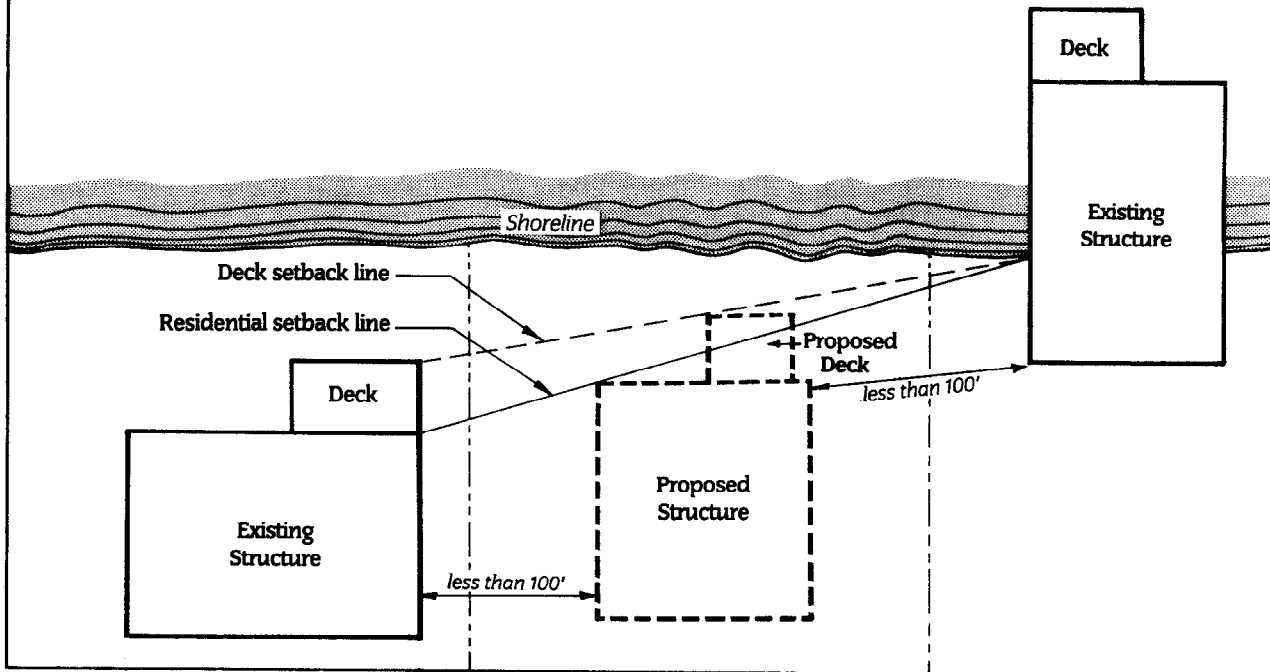 Deck
Existing
Structure
Shoreline
Deck setback line
Residential setback line
Proposed
Deck
less than 100'
Deck
Proposed
Structure
Existing
Structure
less than 100'